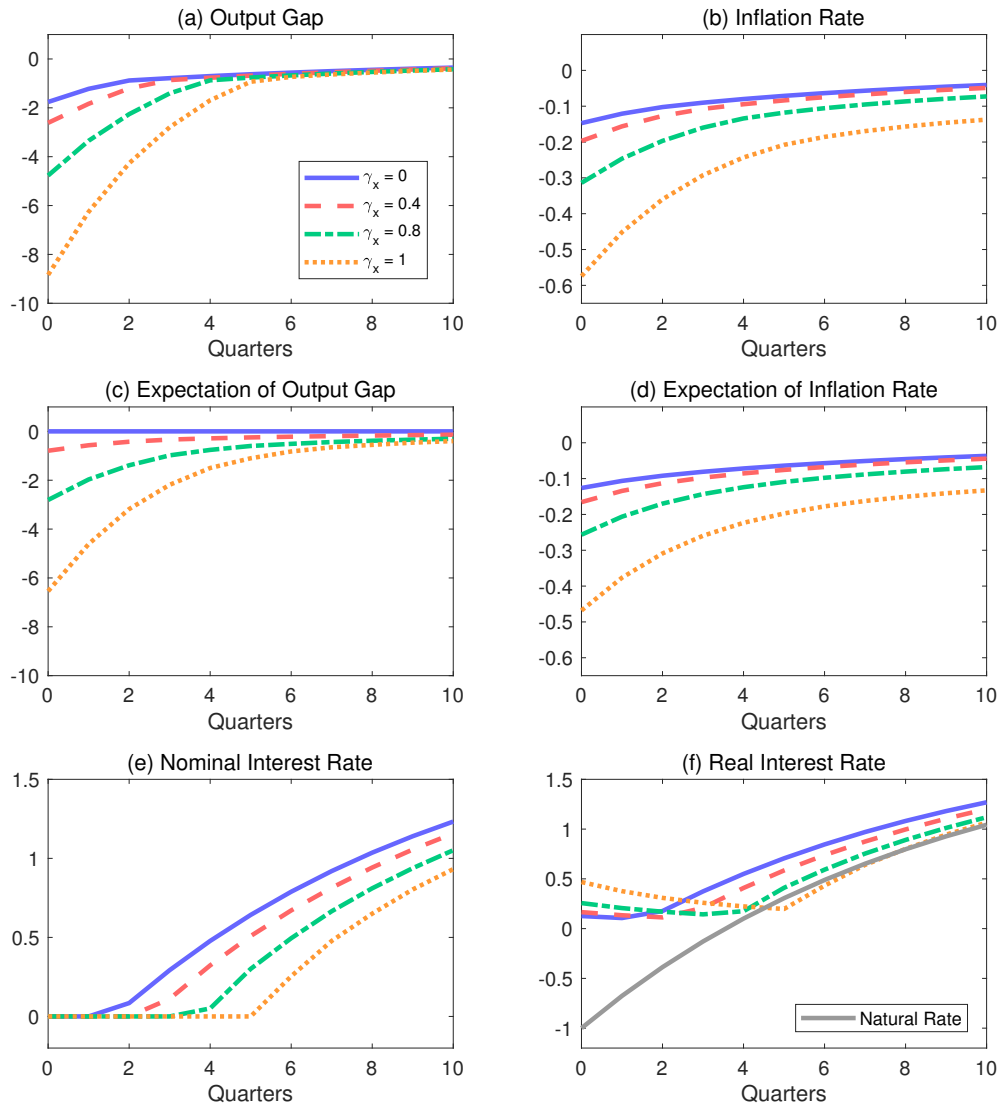 (a) Output Gap
0
-2
-4
-6
-8
-10
γx = 0
γx = 0.4
γx = 0.8
γx = 1
0 2 4 6 8 10
Quarters
(b) Inflation Rate
0
-0.1
-0.2
-0.3
-0.4
-0.5
-0.6
0 2 4 6 8 10
Quarters
(c) Expectation of Output Gap
0
-2
-4
-6
-8
-10
0 2 4 6 8 10
Quarters
(d) Expectation of Inflation Rate
0
-0.1
-0.2
-0.3
-0.4
-0.5
-0.6
0 2 4 6 8 10
Quarters
(e) Nominal Interest Rate
1.5
1
0.5
0
0 2 4 6 8 10
Quarters
(f) Real Interest Rate
1.5
1
0.5
0
-0.5
-1
Natural Rate
0 2 4 6 8 10
Quarters